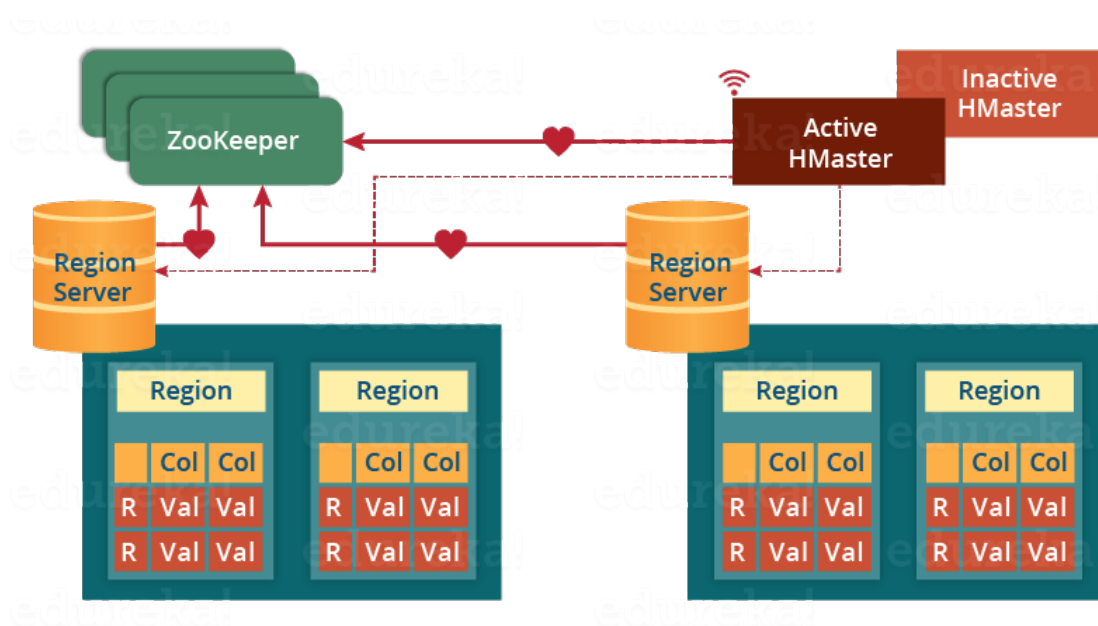 Inactive
HMaster
ZooKeeper
Active
HMaster
Region
Server
Region
Server
Region
Region
Region
Region
Col Col
Col Col
Col Col
Col Col
R Val Val
R Val Val
R Val Val
R Val Val
R Val Val
R Val Val
R Val Val
R Val Val
edureka!